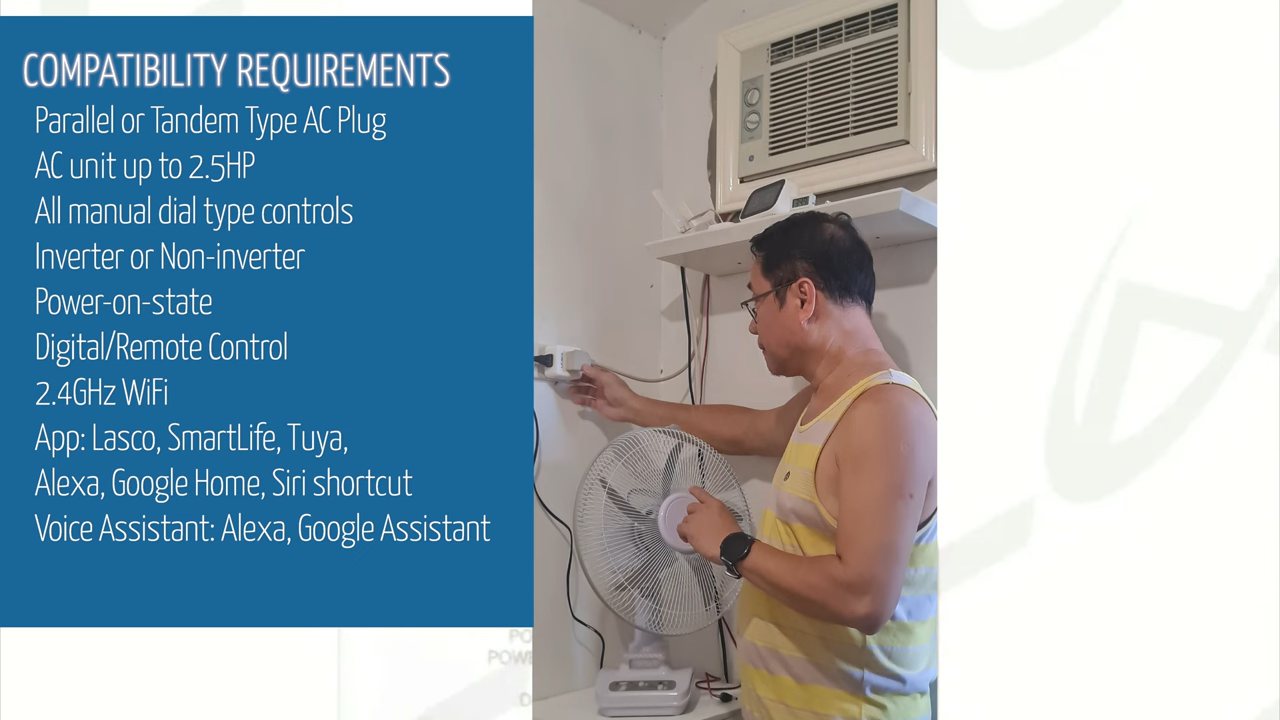 COMPATIBILITY REQUIREMENTS
Parallel or Tandem Type AC Plug
AC unit up to 2.5HP
All manual dial type controls
Inverter or Non-inverter
Power-on-state
Digital/Remote Control
2.4GHz WiFi
App: Lasco, SmartLife, Tuya,
Alexa, Google Home, Siri shortcut
Voice Assistant: Alexa, Google Assistant